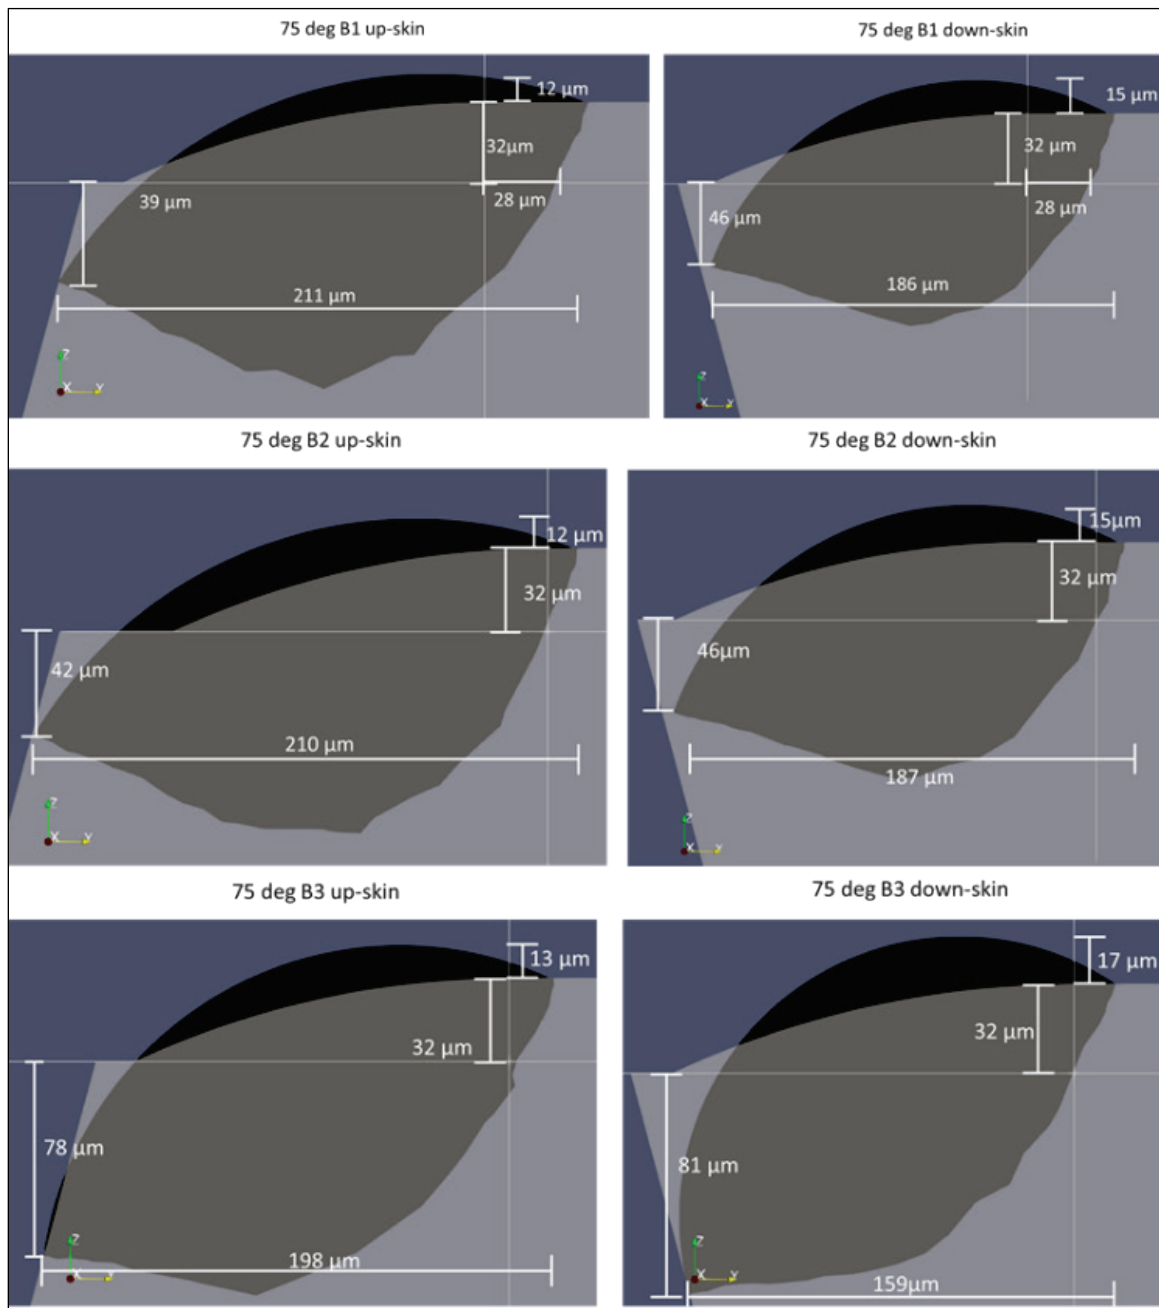 75 deg B1 up-skin
12 μm
32μm
39 μm
28 μm
211 μm
Z
X
Y
75 deg B1 down-skin
15 μm
32 μm
46 μm
28 μm
186 μm
Z
X
Y
75 deg B2 up-skin
12 μm
32 μm
42 μm
210 μm
Z
X
Y
75 deg B2 down-skin
15μm
32 μm
46μm
187 μm
Z
X
Y
75 deg B3 up-skin
13 μm
32 μm
78 μm
198 μm
Z
X
Y
75 deg B3 down-skin
17 μm
32 μm
81 μm
159μm
Z
X
Y